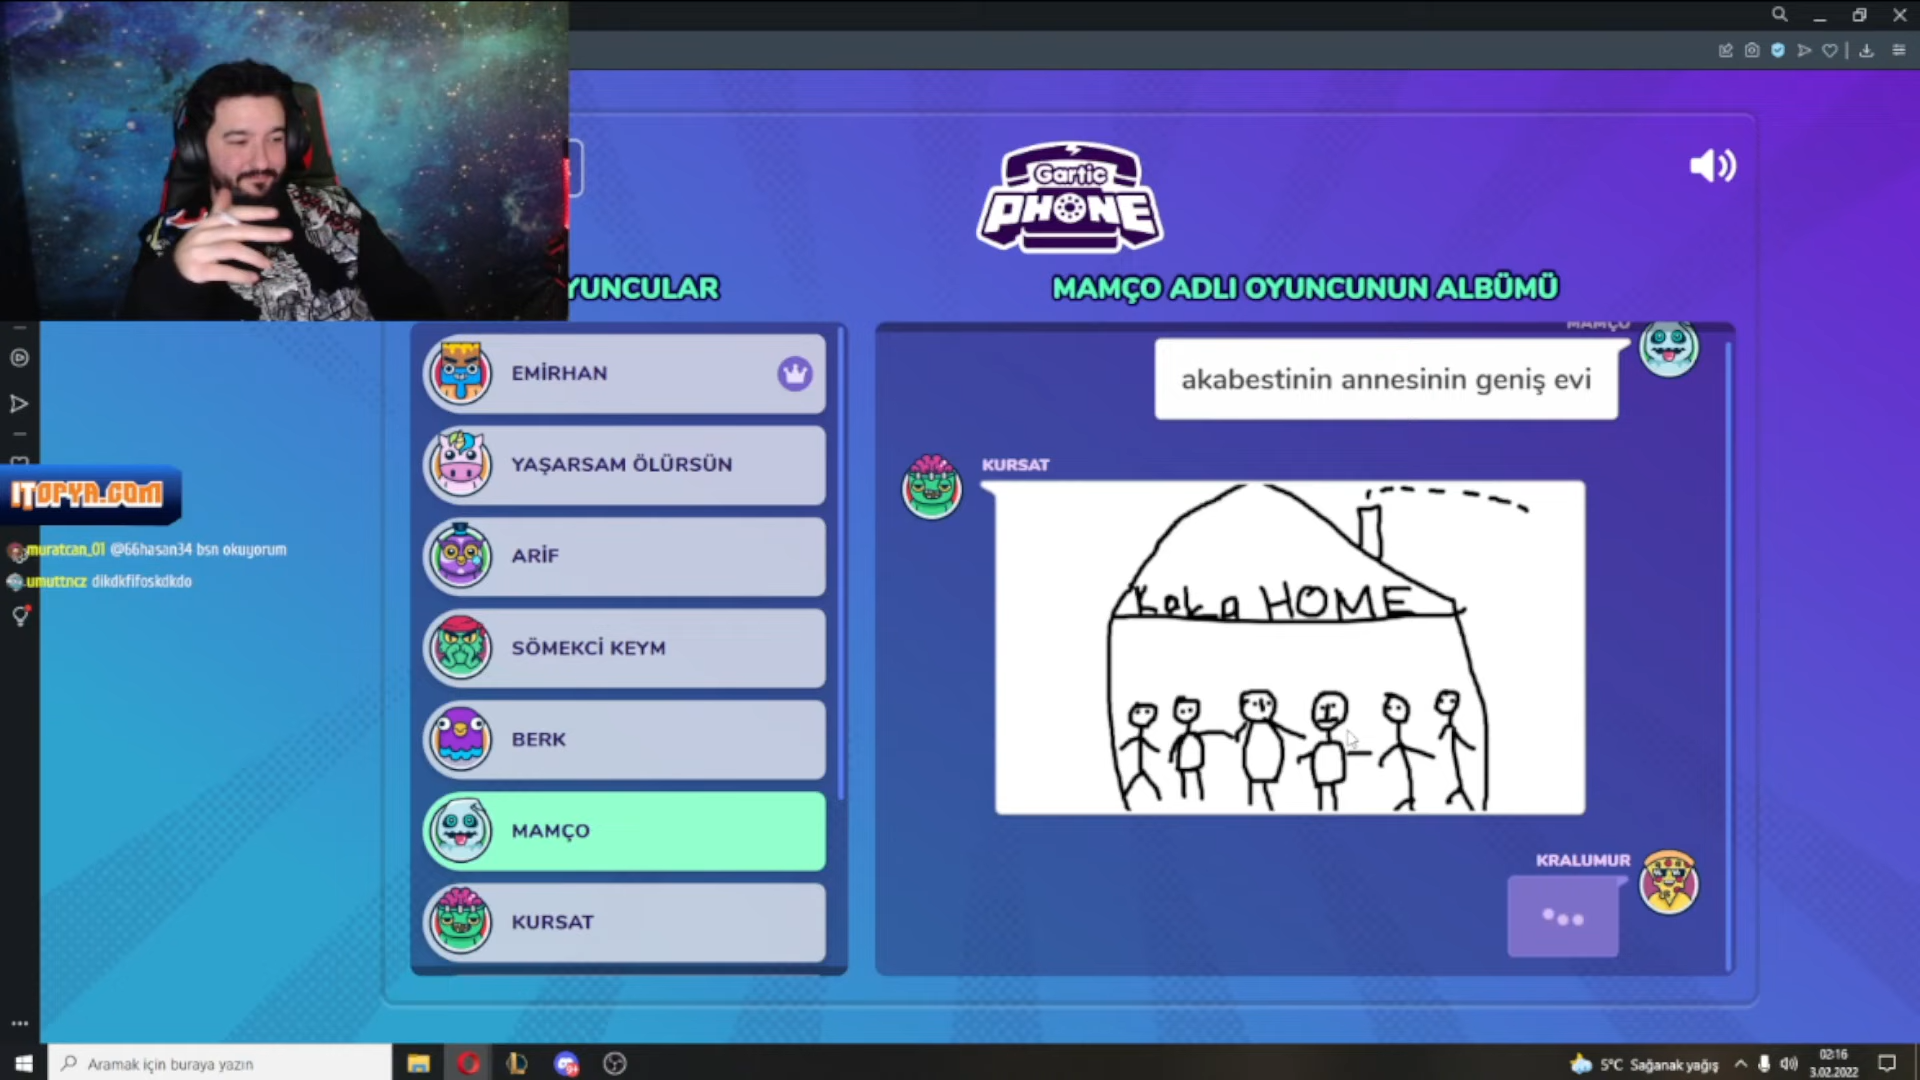 Gartic
PHONE
YUNCULAR
MAMÇO ADLI OYUNCUNUN ALBÜMÜ
EMİRHAN
YAŞARSAM ÖLÜRSÜN
ARİF
SÖMEKCİ KEYM
BERK
MAMÇO
KURSAT
MAMÇO
akabestinin annesinin geniş evi
KURSAT
Koka HOME
KRALUMUR
ITOPYA.COM
muratcan_01 @66hasan34 bsn okuyorum
umuttncz dikdkfifoskdkdo
Aramak için buraya yazın
5°C Sağanak yağış
02:16
3.02.2022